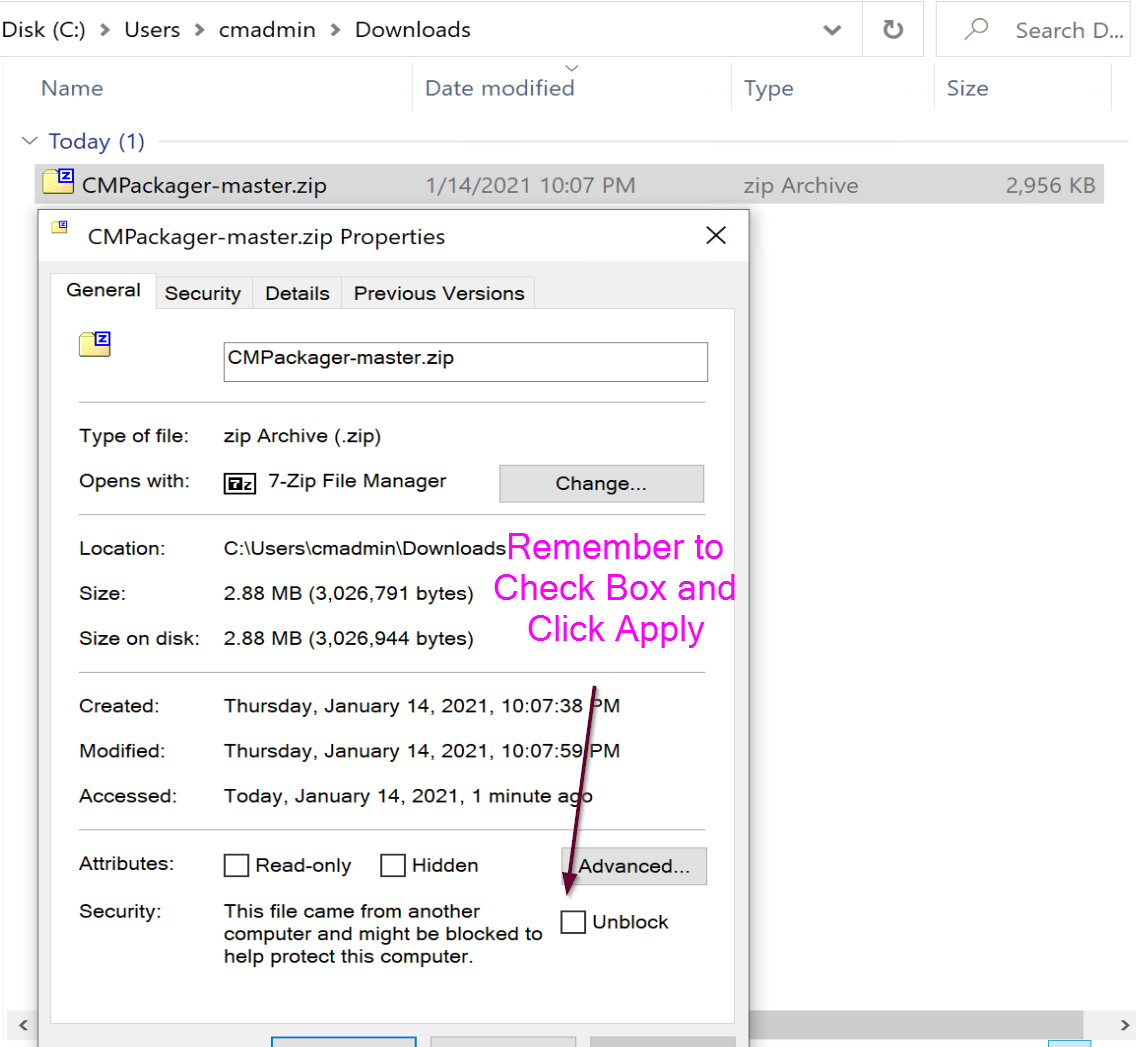 Disk (C:) > Users > cmadmin > Downloads
Search D...
Name Date modified Type Size
Today (1)
CMPackager-master.zip 1/14/2021 10:07 PM zip Archive 2,956 KB
CMPackager-master.zip Properties
General Security Details Previous Versions
CMPackager-master.zip
Type of file: zip Archive (.zip)
Opens with: 7-Zip File Manager Change...
Location: C:\Users\cmadmin\Downloads
Remember to
Check Box and
Click Apply
Size: 2.88 MB (3,026,791 bytes)
Size on disk: 2.88 MB (3,026,944 bytes)
Created: Thursday, January 14, 2021, 10:07:38 PM
Modified: Thursday, January 14, 2021, 10:07:59 PM
Accessed: Today, January 14, 2021, 1 minute ago
Attributes: Read-only Hidden Advanced...
Security: This file came from another
computer and might be blocked to
help protect this computer.
Unblock